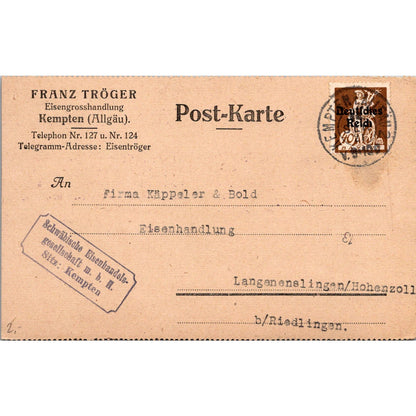 FRANZ TRÖGER
Eisengrosshandlung
Kempten (Allgäu).
Telephon Nr. 127 u. Nr. 124
Telegramm-Adresse: Eisentröger
Post-Karte
Deutsches
Reich
An
Firma Käppeler & Bold
Eisenhandlung
Langenenslingen/Hohenzoll
b/Riedlingen.
Schwäbische Eisenhandels-
gesellschaft m. b. H.
Sitz: Kempten